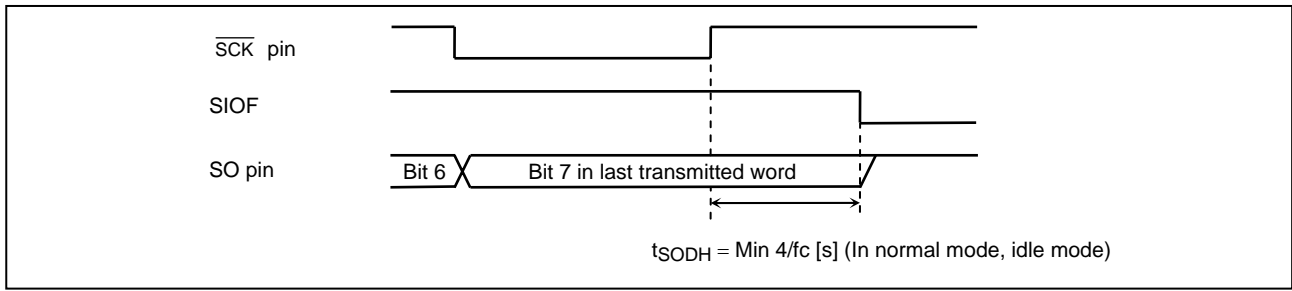 SCK pin
SIOF
SO pin
Bit 6
Bit 7 in last transmitted word
tSODH = Min 4/fc [s] (In normal mode, idle mode)